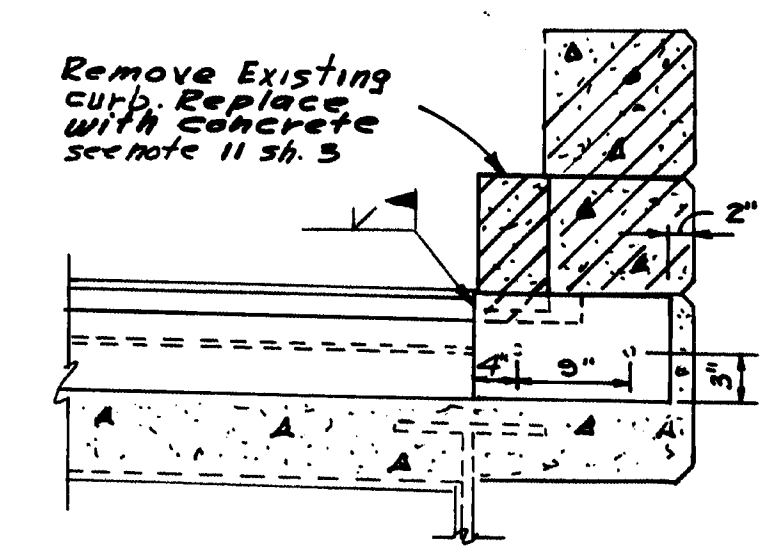 Remove Existing
curb. Replace
with concrete
see note 11 sh. 3
2"
4"
9"
3"